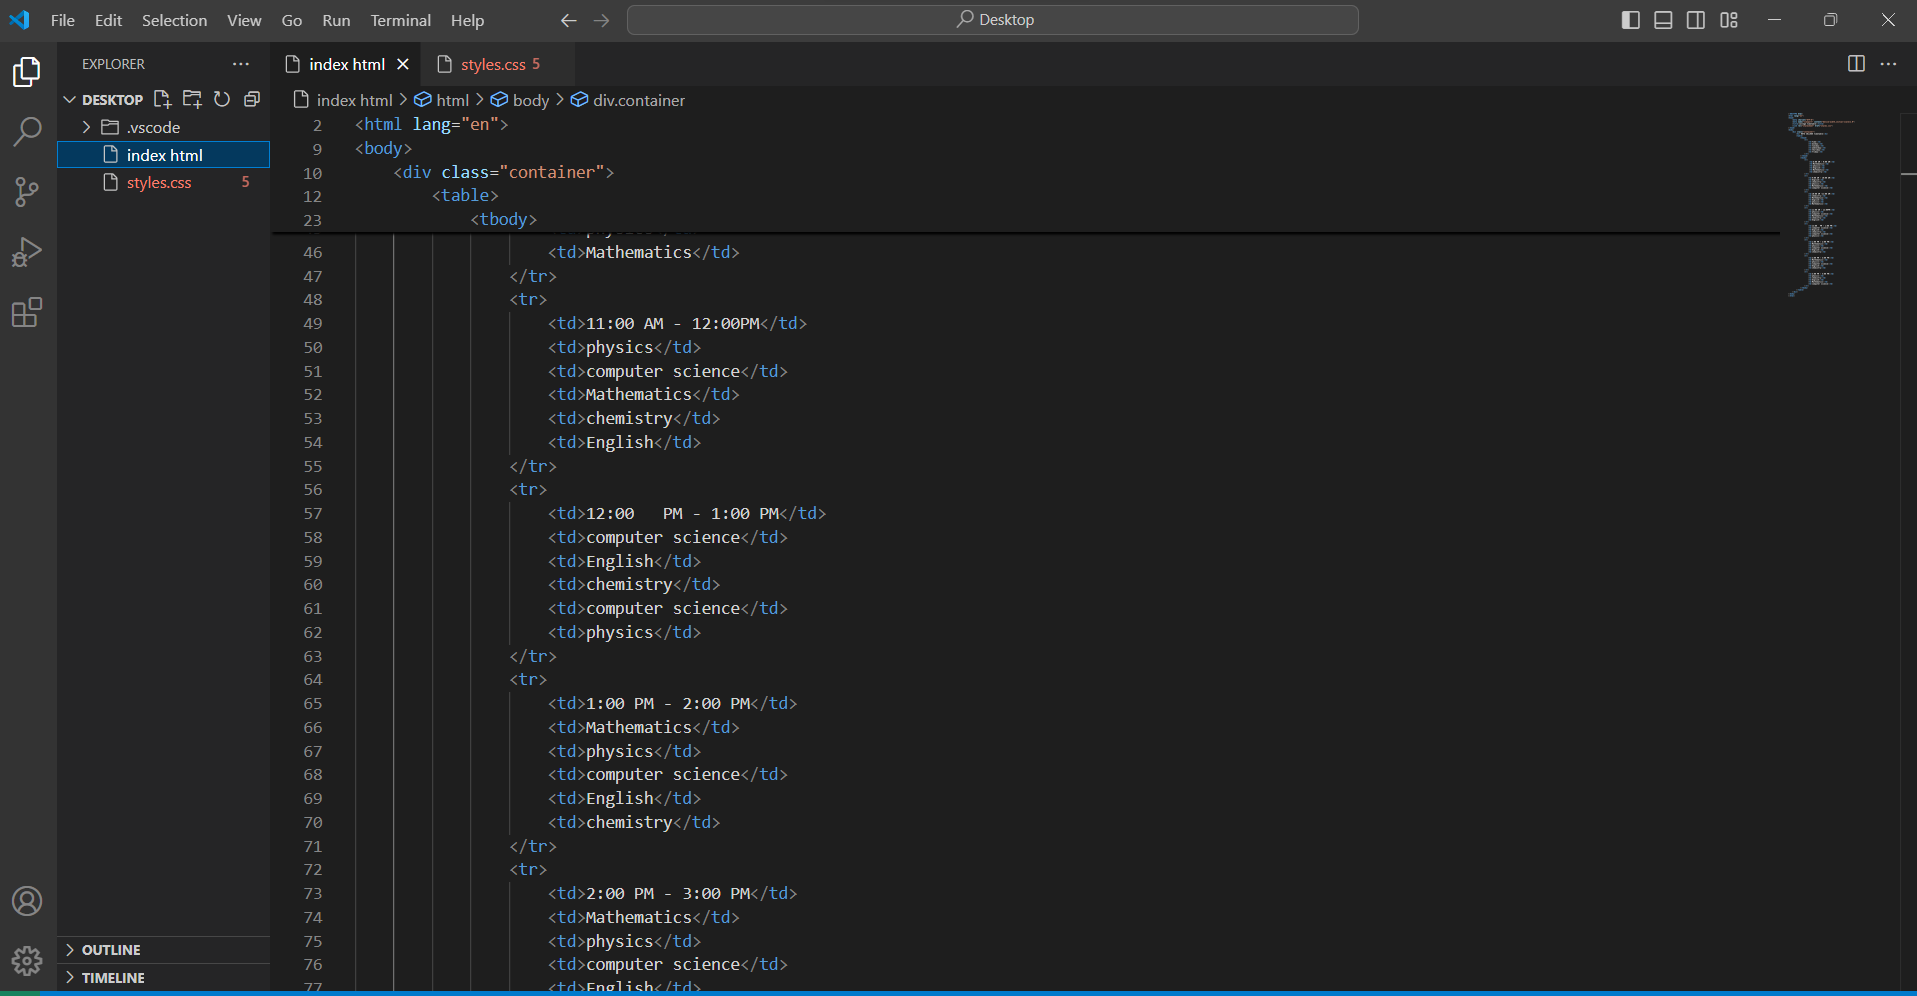 File Edit Selection View Go Run Terminal Help
Desktop
EXPLORER
index html
styles.css 5
DESKTOP
.vscode
index html
styles.css 5
index html > html > body > div.container
2 <html lang="en">
9 <body>
10 <div class="container">
12 <table>
23 <tbody>
46 <td>Mathematics</td>
47 </tr>
48 <tr>
49 <td>11:00 AM - 12:00PM</td>
50 <td>physics</td>
51 <td>computer science</td>
52 <td>Mathematics</td>
53 <td>chemistry</td>
54 <td>English</td>
55 </tr>
56 <tr>
57 <td>12:00   PM - 1:00 PM</td>
58 <td>computer science</td>
59 <td>English</td>
60 <td>chemistry</td>
61 <td>computer science</td>
62 <td>physics</td>
63 </tr>
64 <tr>
65 <td>1:00 PM - 2:00 PM</td>
66 <td>Mathematics</td>
67 <td>physics</td>
68 <td>computer science</td>
69 <td>English</td>
70 <td>chemistry</td>
71 </tr>
72 <tr>
73 <td>2:00 PM - 3:00 PM</td>
74 <td>Mathematics</td>
75 <td>physics</td>
76 <td>computer science</td>
77 <td>English</td>
OUTLINE
TIMELINE